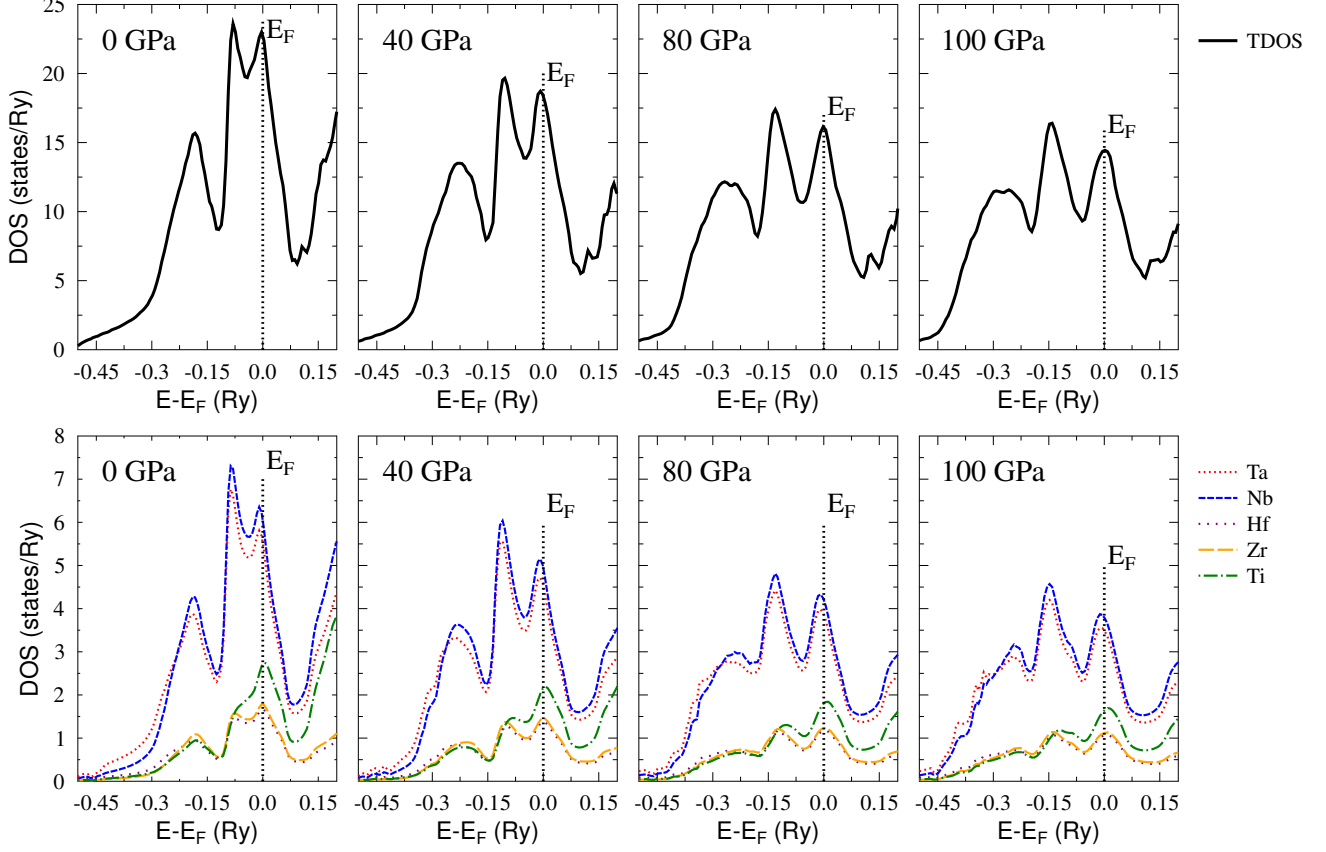 0 GPa
E_F
40 GPa
E_F
80 GPa
E_F
100 GPa
E_F
TDOS
DOS (states/Ry)
25
20
15
10
5
0
-0.45 -0.3 -0.15 0.0 0.15
-0.45 -0.3 -0.15 0.0 0.15
-0.45 -0.3 -0.15 0.0 0.15
-0.45 -0.3 -0.15 0.0 0.15
E-E_F (Ry)
E-E_F (Ry)
E-E_F (Ry)
E-E_F (Ry)
0 GPa
E_F
40 GPa
E_F
80 GPa
E_F
100 GPa
E_F
Ta
Nb
Hf
Zr
Ti
DOS (states/Ry)
8
7
6
5
4
3
2
1
0
-0.45 -0.3 -0.15 0.0 0.15
-0.45 -0.3 -0.15 0.0 0.15
-0.45 -0.3 -0.15 0.0 0.15
-0.45 -0.3 -0.15 0.0 0.15
E-E_F (Ry)
E-E_F (Ry)
E-E_F (Ry)
E-E_F (Ry)